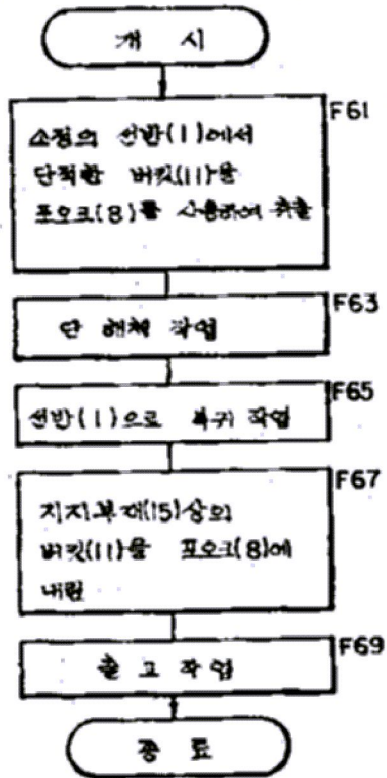 개 시
F61
소정의 선반(1)에서
단적한 버킷(11)을
포오크(8)를 사용하여 취출
F63
단 해체 작업
F65
선반(1)으로 복귀 작업
F67
지지부재(15)상의
버킷(11)을 포오크(8)에
내림
F69
출고 작업
종 료